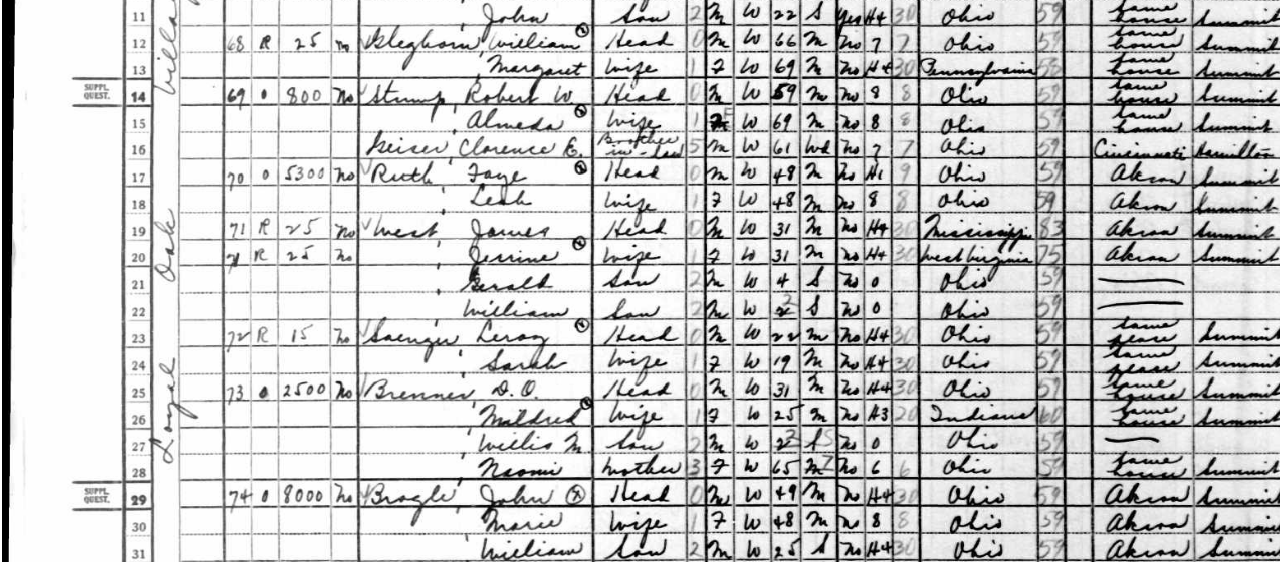 11 John Son 2 M W 22 S Yes H4 30 Ohio 59 same house Summit
12 68 R 25 no William Head 0 M W 66 M no 7 7 Ohio 59 same house Summit
13 Margaret Wife 1 F W 69 M no H4 30 Pennsylvania 58 same house Summit
SUPPL. QUEST. 14 69 0 800 No Stump, Robert W. Head 0 M W 59 M no 8 8 Ohio 59 same house Summit
15 Almeda Wife 1 F W 69 M no 8 8 Ohio 59 same house Summit
16 Keiser Clarence E. Brother in-law 5 M W 61 Wd no 7 7 Ohio 59 Cincinnati Hamilton
17 70 0 5300 no Ruth, Faye Head 0 M W 48 M no H1 9 Ohio 59 Akron Summit
18 Leah Wife 1 F W 48 M no 8 8 Ohio 59 Akron Summit
19 71 R 25 No West James Head 0 M W 31 M no H4 30 Mississippi 83 Akron Summit
20 71 R 25 no Wife 1 F W 31 M no H4 30 West Virginia 75 Akron Summit
21 Gerald Son 2 M W 4 S no 0 Ohio 59 —
22 William Son 2 M W 2 S no 0 Ohio 59 —
23 72 R 15 no Leroy Head 0 M W 22 M no H4 30 Ohio 59 same place Summit
24 Sarah Wife 1 F W 19 M No H4 30 Ohio 59 same place Summit
25 73 0 2500 No Brenner, D. O. Head 0 M W 31 M no H4 30 Ohio 59 same house Summit
26 Mildred Wife 1 F W 25 M no H3 20 Indiana 60 same house Summit
27 Willis M. Son 2 M W 2 S no 0 Ohio 59 —
28 Naomi Mother 3 F W 65 M 7 No 6 6 Ohio 59 same house Summit
SUPPL. QUEST. 29 74 0 8000 No John Head 0 M W 49 M no H4 30 Ohio 59 Akron Summit
30 Marie Wife 1 F W 48 M no 8 8 Ohio 59 Akron Summit
31 William Son 2 M W 25 S no H4 30 Ohio 59 Akron Summit
Loyal Oak